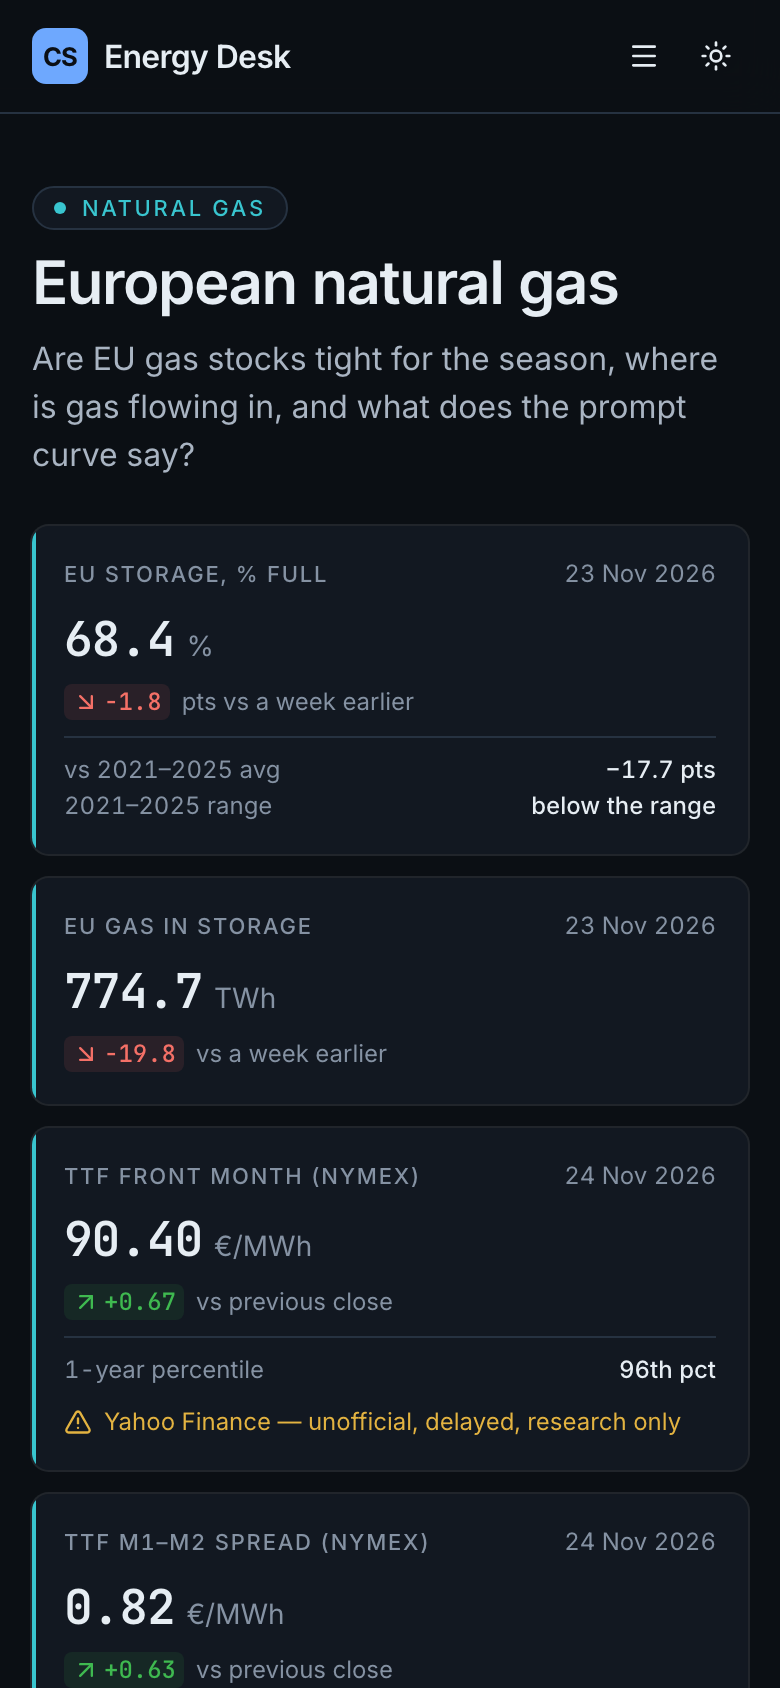 CS Energy Desk
NATURAL GAS
European natural gas
Are EU gas stocks tight for the season, where
is gas flowing in, and what does the prompt
curve say?
EU STORAGE, % FULL 23 Nov 2026
68.4 %
-1.8 pts vs a week earlier
vs 2021–2025 avg −17.7 pts
2021–2025 range below the range
EU GAS IN STORAGE 23 Nov 2026
774.7 TWh
-19.8 vs a week earlier
TTF FRONT MONTH (NYMEX) 24 Nov 2026
90.40 €/MWh
+0.67 vs previous close
1-year percentile 96th pct
Yahoo Finance — unofficial, delayed, research only
TTF M1–M2 SPREAD (NYMEX) 24 Nov 2026
0.82 €/MWh
+0.63 vs previous close